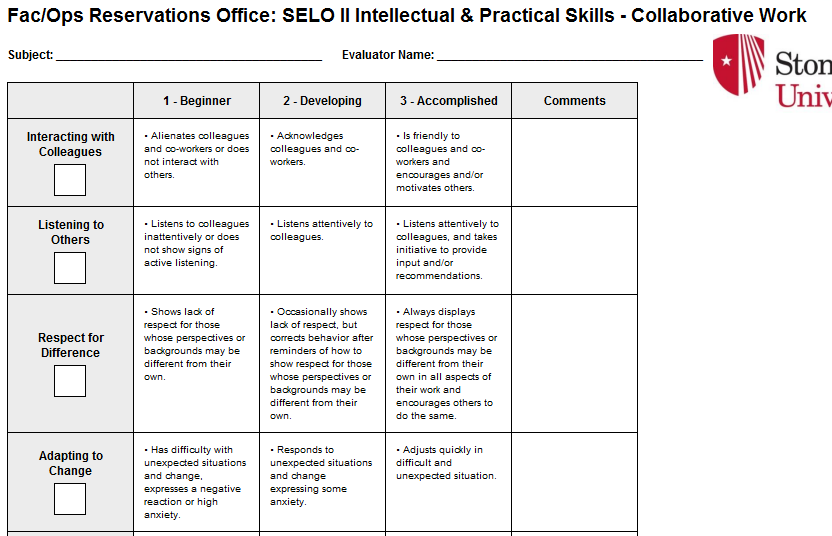 Fac/Ops Reservations Office: SELO II Intellectual & Practical Skills - Collaborative Work
Subject: Evaluator Name:
Ston
Univ
1 - Beginner 2 - Developing 3 - Accomplished Comments
Interacting with
Colleagues
• Alienates colleagues
and co-workers or does
not interact with
others.
• Acknowledges
colleagues and co-
workers.
• Is friendly to
colleagues and co-
workers and
encourages and/or
motivates others.
Listening to
Others
• Listens to colleagues
inattentively or does
not show signs of
active listening.
• Listens attentively to
colleagues.
• Listens attentively to
colleagues, and takes
initiative to provide
input and/or
recommendations.
Respect for
Difference
• Shows lack of
respect for those
whose perspectives or
backgrounds may be
different from their
own.
• Occasionally shows
lack of respect, but
corrects behavior after
reminders of how to
show respect for those
whose perspectives or
backgrounds may be
different from their
own.
• Always displays
respect for those
whose perspectives or
backgrounds may be
different from their
own in all aspects of
their work and
encourages others to
do the same.
Adapting to
Change
• Has difficulty with
unexpected situations
and change,
expresses a negative
reaction or high
anxiety.
• Responds to
unexpected situations
and change
expressing some
anxiety.
• Adjusts quickly in
difficult and
unexpected situation.